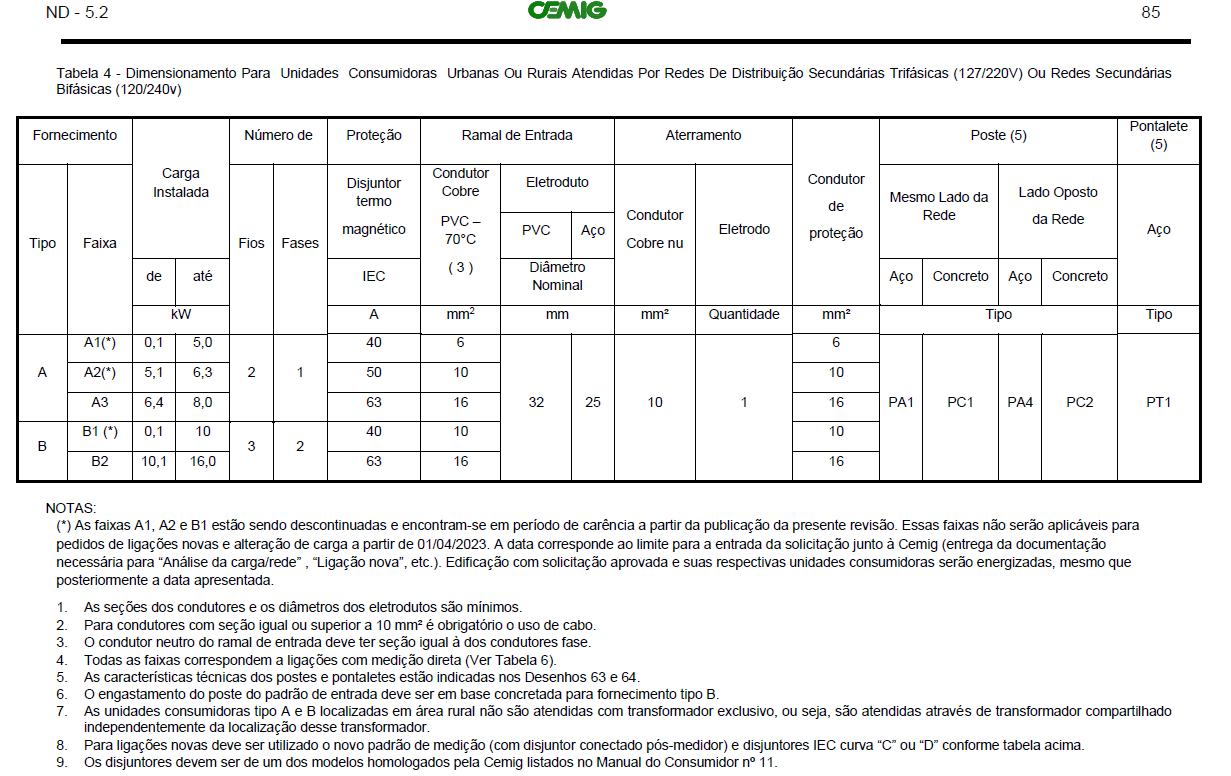 ND - 5.2 CEMIG 85
Tabela 4 - Dimensionamento Para Unidades Consumidoras Urbanas Ou Rurais Atendidas Por Redes De Distribuição Secundárias Trifásicas (127/220V) Ou Redes Secundárias
Bifásicas (120/240v)
Fornecimento Carga Instalada Número de Proteção Ramal de Entrada Aterramento Condutor de proteção Poste (5) Pontalete (5)
Tipo Faixa Fios Fases Disjuntor termo magnético Condutor Cobre PVC – 70°C ( 3 ) Eletroduto Condutor Cobre nu Eletrodo Mesmo Lado da Rede Lado Oposto da Rede Aço
PVC Aço
de até IEC Diâmetro Nominal Aço Concreto Aço Concreto
kW A mm² mm mm² Quantidade mm² Tipo Tipo
A A1(*) 0,1 5,0 2 1 40 6 32 25 10 1 6 PA1 PC1 PA4 PC2 PT1
A2(*) 5,1 6,3 50 10 10
A3 6,4 8,0 63 16 16
B B1 (*) 0,1 10 3 2 40 10 10
B2 10,1 16,0 63 16 16
NOTAS:
(*) As faixas A1, A2 e B1 estão sendo descontinuadas e encontram-se em período de carência a partir da publicação da presente revisão. Essas faixas não serão aplicáveis para
pedidos de ligações novas e alteração de carga a partir de 01/04/2023. A data corresponde ao limite para a entrada da solicitação junto à Cemig (entrega da documentação
necessária para “Análise da carga/rede” , “Ligação nova”, etc.). Edificação com solicitação aprovada e suas respectivas unidades consumidoras serão energizadas, mesmo que
posteriormente a data apresentada.
1. As seções dos condutores e os diâmetros dos eletrodutos são mínimos.
2. Para condutores com seção igual ou superior a 10 mm² é obrigatório o uso de cabo.
3. O condutor neutro do ramal de entrada deve ter seção igual à dos condutores fase.
4. Todas as faixas correspondem a ligações com medição direta (Ver Tabela 6).
5. As características técnicas dos postes e pontaletes estão indicadas nos Desenhos 63 e 64.
6. O engastamento do poste do padrão de entrada deve ser em base concretada para fornecimento tipo B.
7. As unidades consumidoras tipo A e B localizadas em área rural não são atendidas com transformador exclusivo, ou seja, são atendidas através de transformador compartilhado
independentemente da localização desse transformador.
8. Para ligações novas deve ser utilizado o novo padrão de medição (com disjuntor conectado pós-medidor) e disjuntores IEC curva “C” ou “D” conforme tabela acima.
9. Os disjuntores devem ser de um dos modelos homologados pela Cemig listados no Manual do Consumidor nº 11.